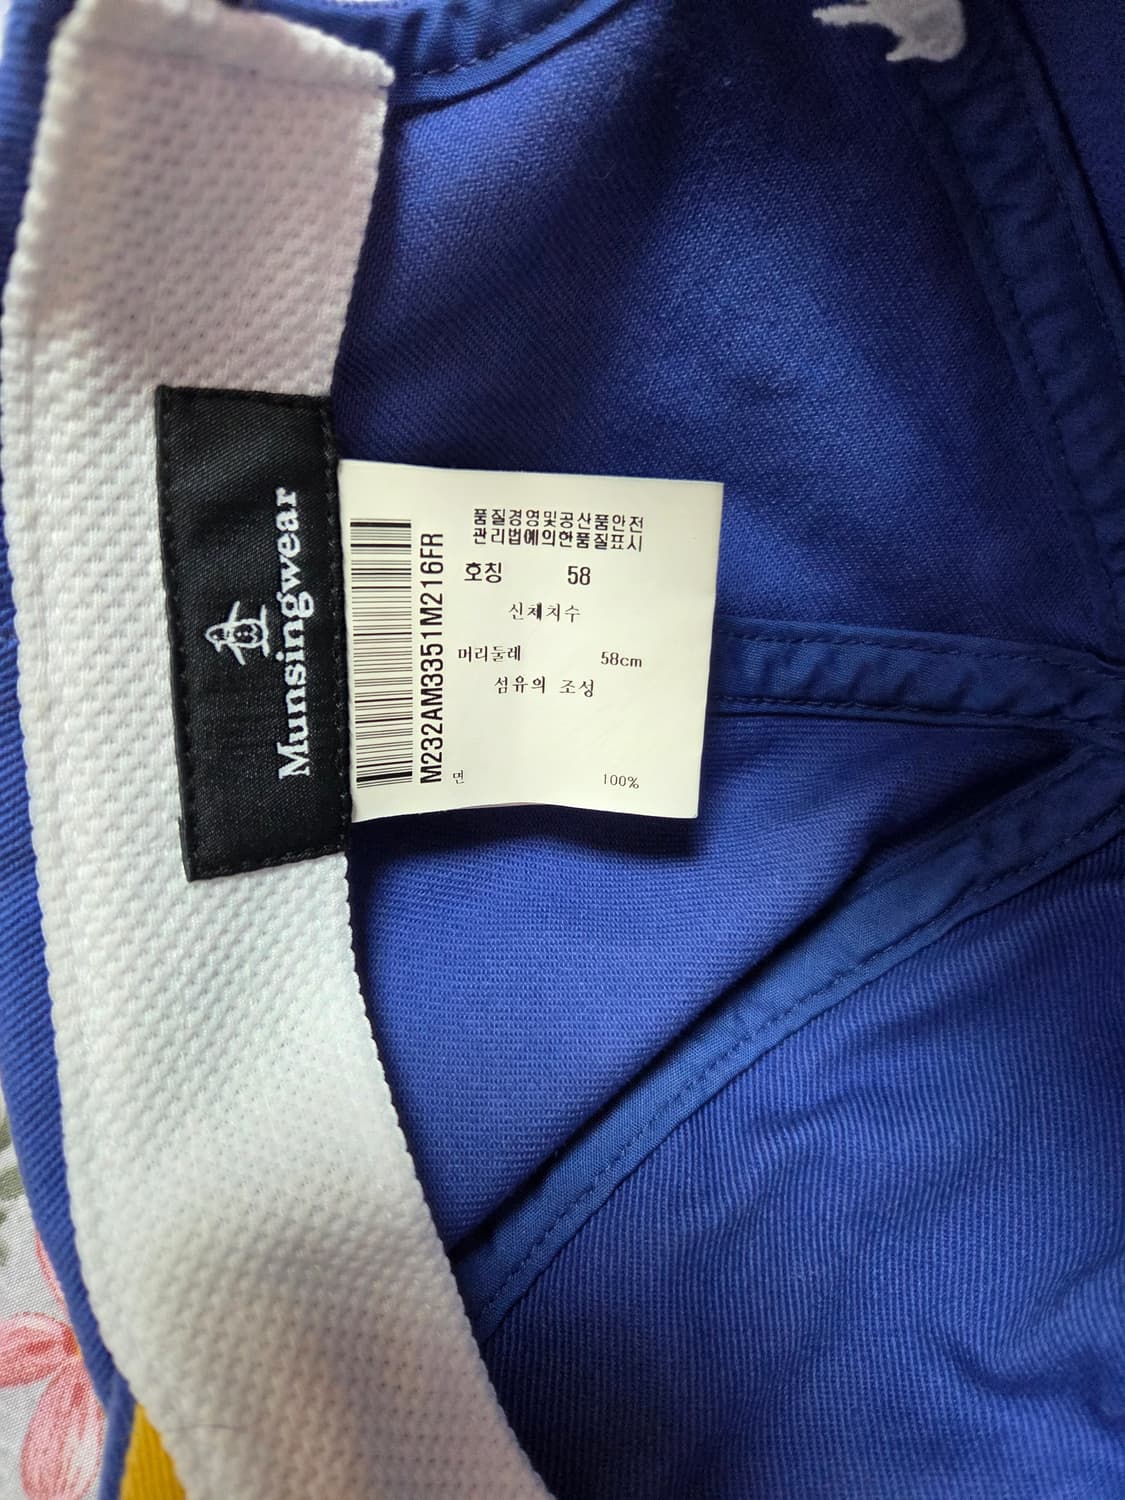 Munsingwear
M232AM3351M216FR
품질경영및공산품안전
관리법에의한품질표시
호칭 58
신체치수
머리둘레 58cm
섬유의 조성
면 100%